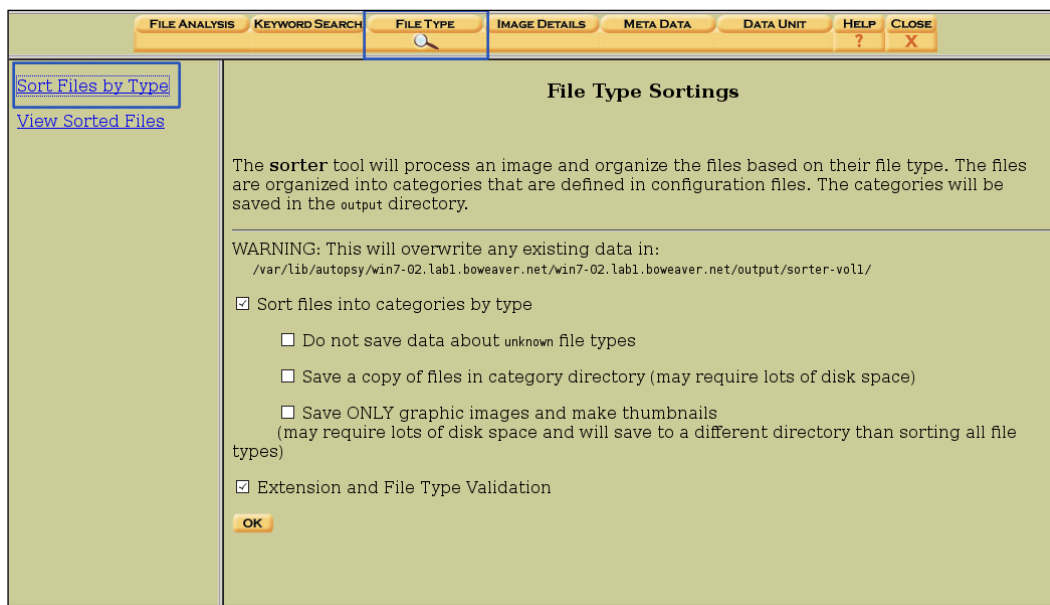 FILE ANALYSIS KEYWORD SEARCH FILE TYPE IMAGE DETAILS META DATA DATA UNIT HELP CLOSE
? X
Sort Files by Type
View Sorted Files
File Type Sortings
The sorter tool will process an image and organize the files based on their file type. The files
are organized into categories that are defined in configuration files. The categories will be
saved in the output directory.
WARNING: This will overwrite any existing data in:
/var/lib/autopsy/win7-02.lab1.boweaver.net/win7-02.lab1.boweaver.net/output/sorter-vol1/
Sort files into categories by type
Do not save data about unknown file types
Save a copy of files in category directory (may require lots of disk space)
Save ONLY graphic images and make thumbnails
(may require lots of disk space and will save to a different directory than sorting all file
types)
Extension and File Type Validation
OK